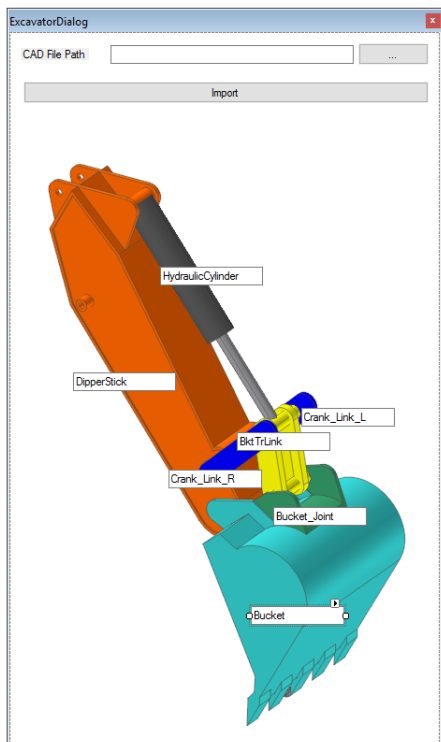 ExcavatorDialog
x
CAD File Path
...
Import
HydraulicCylinder
DipperStick
Crank_Link_L
BktTrLink
Crank_Link_R
Bucket_Joint
Bucket